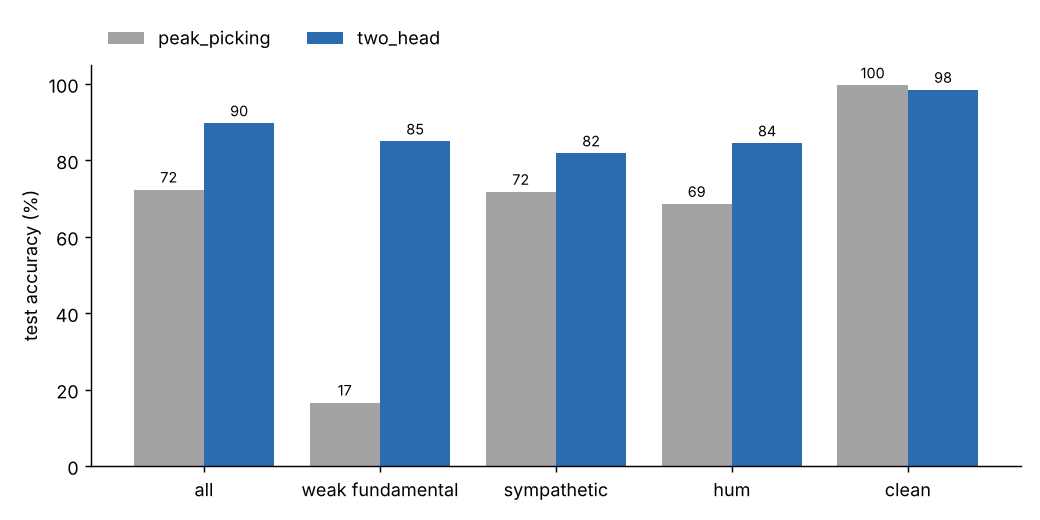 peak_picking two_head
test accuracy (%)
100
80
60
40
20
0
72 90 17 85 72 82 69 84 100 98
all weak fundamental sympathetic hum clean